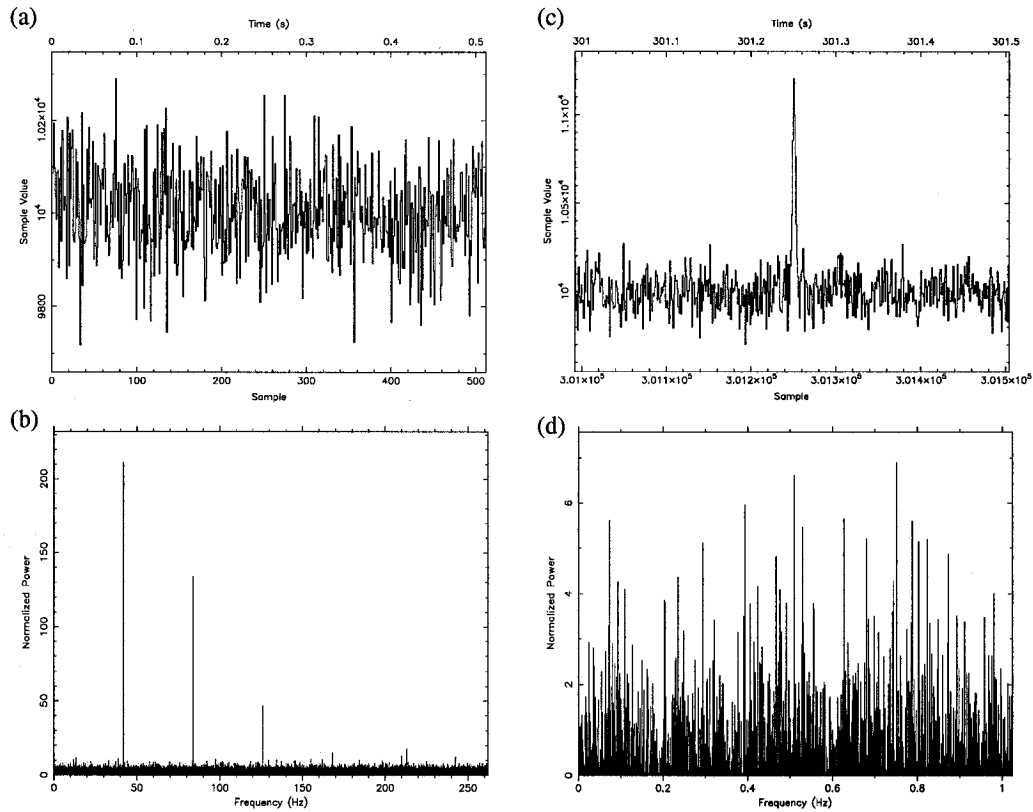 (a)
Time (s)
0 0.1 0.2 0.3 0.4 0.5
Sample Value
1.02×10⁴
10⁴
9800
0 100 200 300 400 500
Sample
(c)
Time (s)
301 301.1 301.2 301.3 301.4 301.5
Sample Value
1.1×10⁴
1.05×10⁴
10⁴
3.01×10⁵ 3.011×10⁵ 3.012×10⁵ 3.013×10⁵ 3.014×10⁵ 3.015×10⁵
Sample
(b)
Normalized Power
200
150
100
50
0
0 50 100 150 200 250
Frequency (Hz)
(d)
Normalized Power
6
4
2
0
0.0 0.2 0.4 0.6 0.8 1
Frequency (Hz)